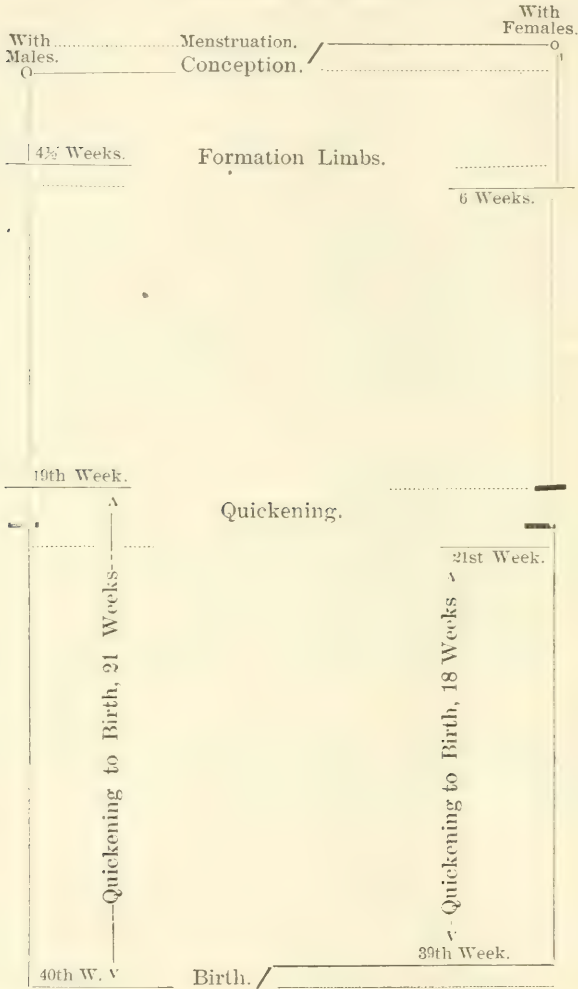 With
Females.
With Menstruation.
Males.
Conception.
4½ Weeks. Formation Limbs.
6 Weeks.
19th Week.
Quickening.
21st Week.
Quickening to Birth, 21 Weeks
Quickening to Birth, 18 Weeks
39th Week.
40th W. Birth.